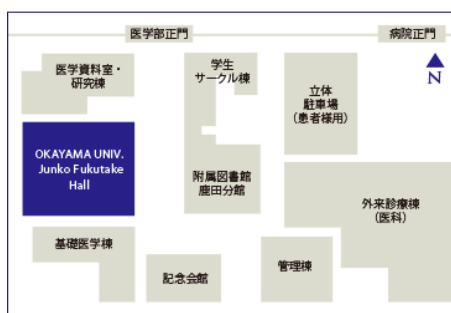 医学部正門
病院正門
医学資料室・
研究棟
学生
サークル棟
立体
駐車場
(患者様用)
N
OKAYAMA UNIV.
Junko Fukutake
Hall
附属図書館
鹿田分館
外来診療棟
(医科)
基礎医学棟
記念会館
管理棟